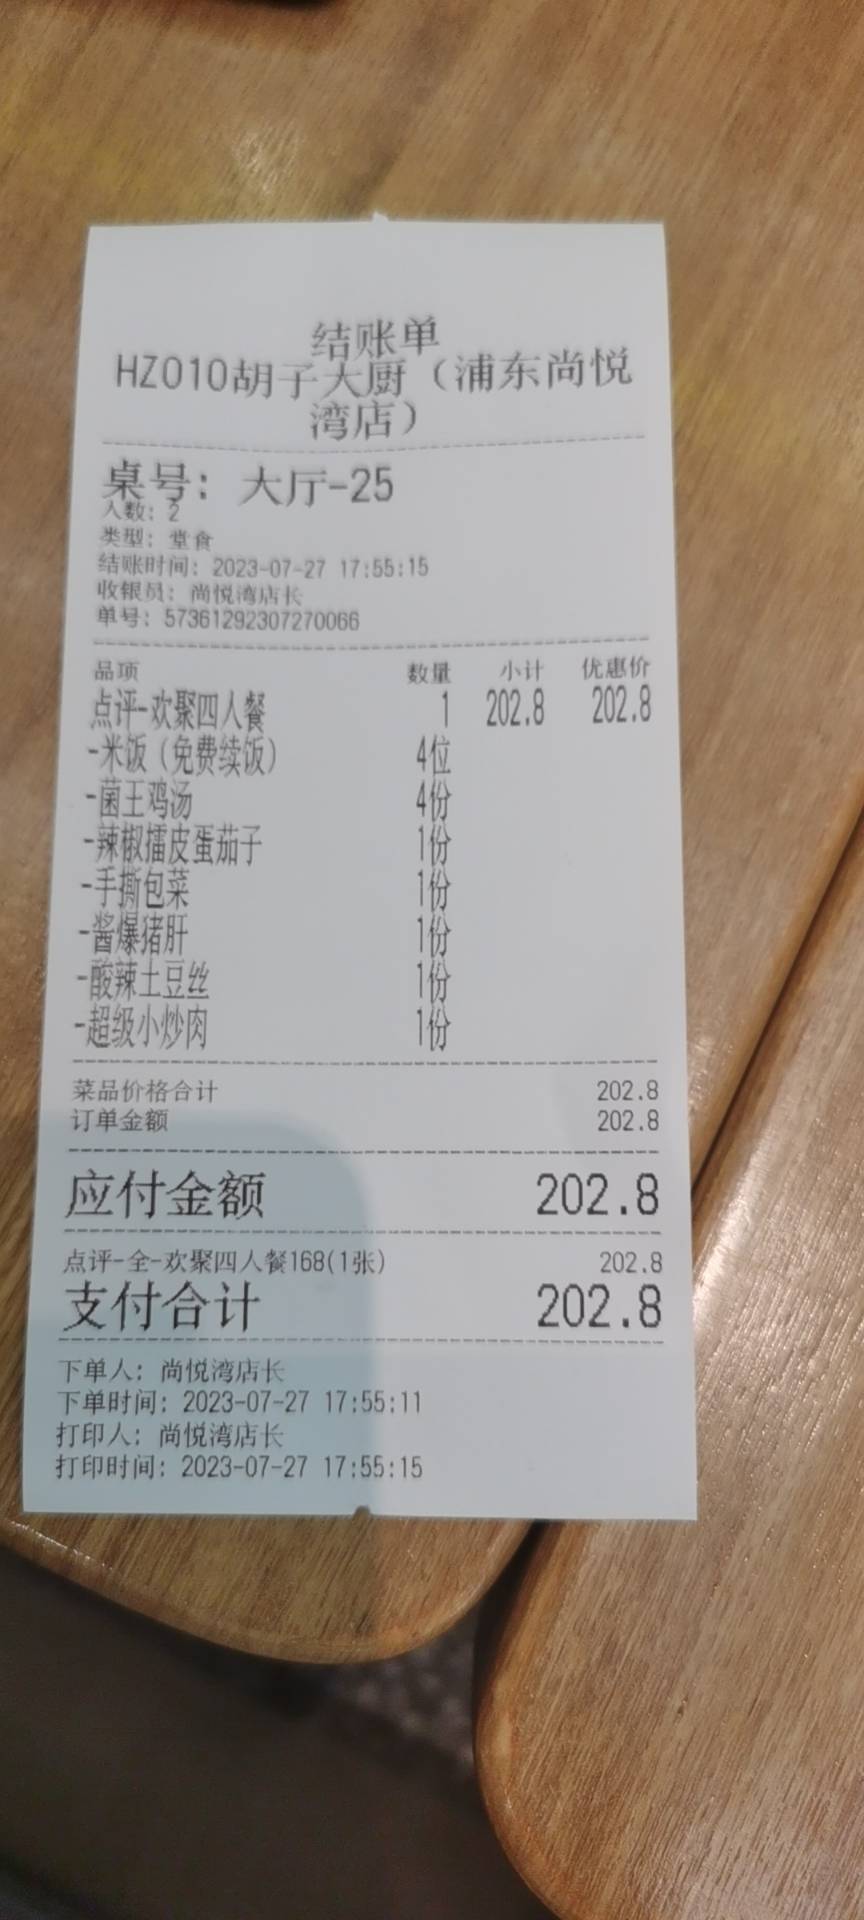 结账单
HZ010胡子大厨（浦东尚悦
湾店）
桌号：大厅-25
人数：2
类型：堂食
结账时间：2023-07-27 17:55:15
收银员：尚悦湾店长
单号：573612923072700​66
品项 数量 小计 优惠价
点评-欢聚四人餐 1 202.8 202.8
-米饭（免费续饭） 4位
-菌王鸡汤 4份
-辣椒擂皮蛋茄子 1份
-手撕包菜 1份
-酱爆猪肝 1份
-酸辣土豆丝 1份
-超级小炒肉 1份
菜品价格合计 202.8
订单金额 202.8
应付金额 202.8
点评-全-欢聚四人餐168(1张) 202.8
支付合计 202.8
下单人：尚悦湾店长
下单时间：2023-07-27 17:55:11
打印人：尚悦湾店长
打印时间：2023-07-27 17:55:15